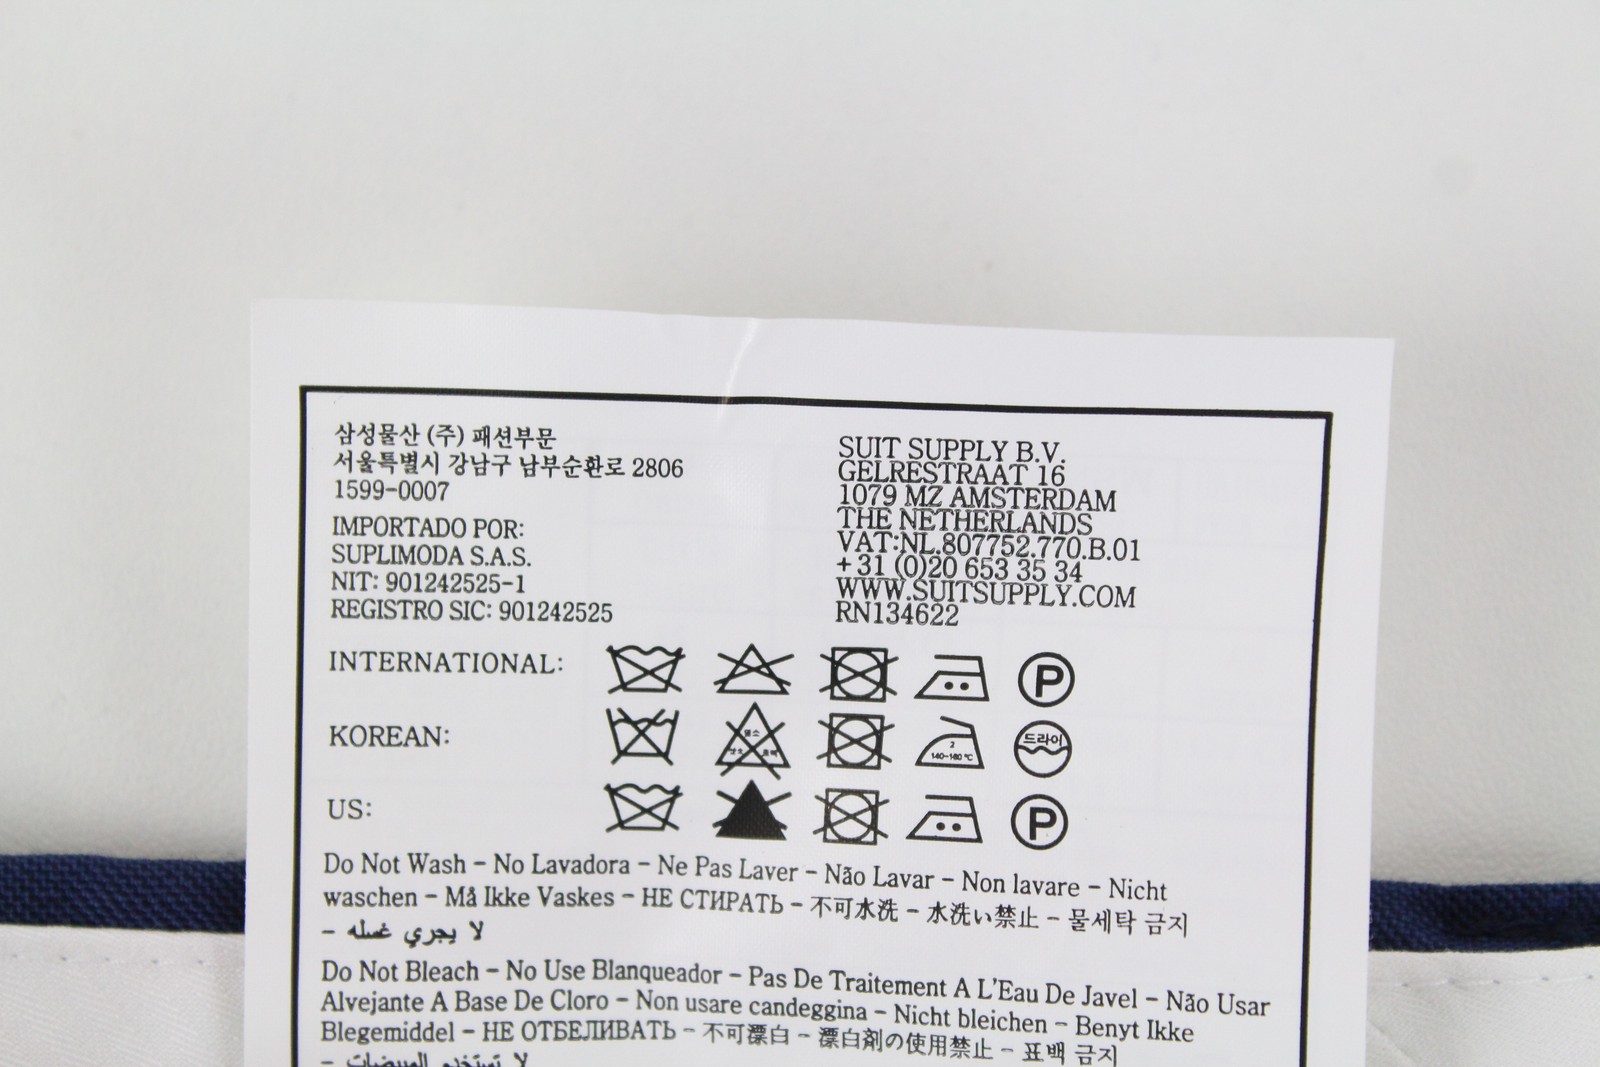 삼성물산 (주) 패션부문
서울특별시 강남구 남부순환로 2806
1599-0007
IMPORTADO POR:
SUPLIMODA S.A.S.
NIT: 901242525-1
REGISTRO SIC: 901242525
SUIT SUPPLY B.V.
GELRESTRAAT 16
1079 MZ AMSTERDAM
THE NETHERLANDS
VAT:NL.807752.770.B.01
+31 (0)20 653 35 34
WWW.SUITSUPPLY.COM
RN134622
INTERNATIONAL:
P
KOREAN:
2
140~160 ℃
드라이
US:
P
Do Not Wash - No Lavadora - Ne Pas Laver - Não Lavar - Non lavare - Nicht
waschen - Må Ikke Vaskes - НЕ СТИРАТЬ - 不可水洗 - 水洗い禁止 - 물세탁 금지
- لا يجري غسله
Do Not Bleach - No Use Blanqueador - Pas De Traitement A L'Eau De Javel - Não Usar
Alvejante A Base De Cloro - Non usare candeggina - Nicht bleichen - Benyt Ikke
Blegemiddel - НЕ ОТБЕЛИВАТЬ - 不可漂白 - 漂白剤の使用禁止 - 표백 금지
- لا تستخدم المبيضات